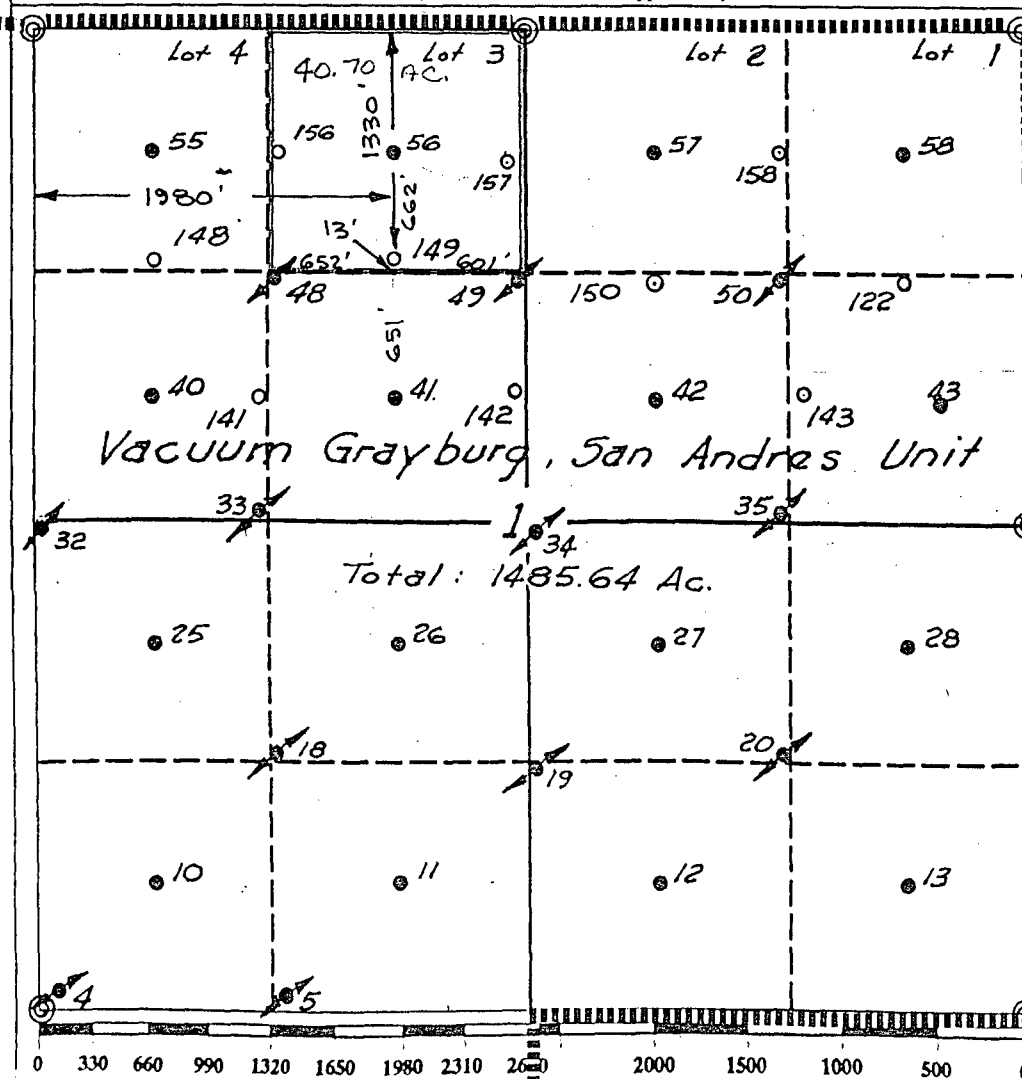 Lot 4 Lot 3 Lot 2 Lot 1
40.70 AC.
1330'
55 156 56 157 57 158 58
1980'
662'
148 13' 149
652' 601'
48 49 150 50 122
651'
40 141 41 142 42 143 43
Vacuum Grayburg, San Andres Unit
32 33 1 34 35
Total: 1485.64 Ac.
25 26 27 28
18 19 20
10 11 12 13
4 5
0 330 660 990 1320 1650 1980 2310 2000 1500 1000 500